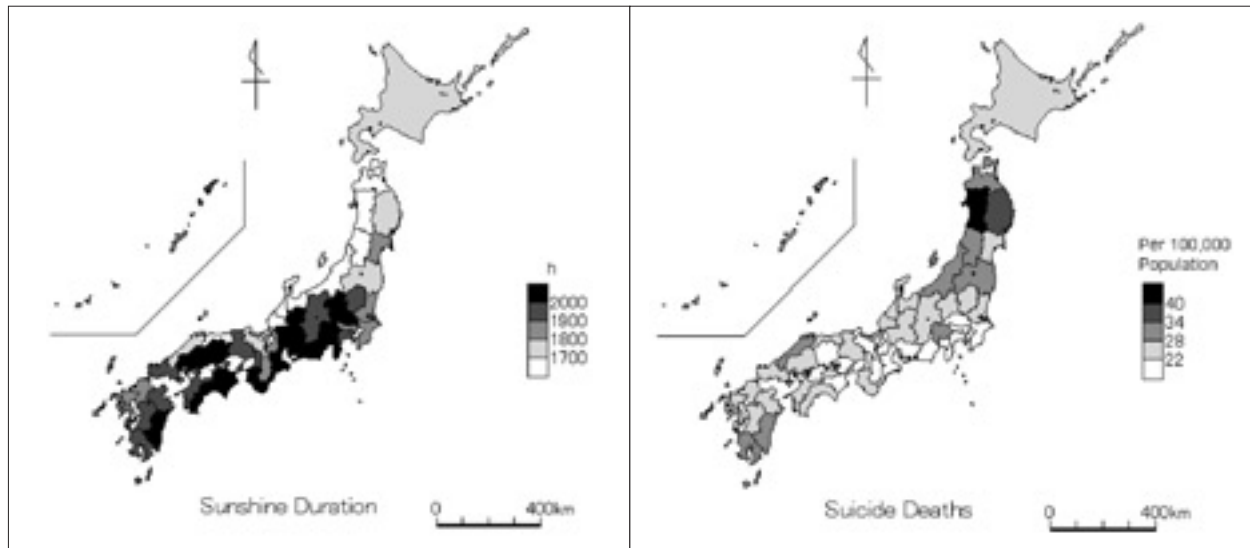 h
2000
1900
1800
1700
Sunshine Duration
0 400km
Per 100,000
Population
40
34
28
22
Suicide Deaths
0 400km